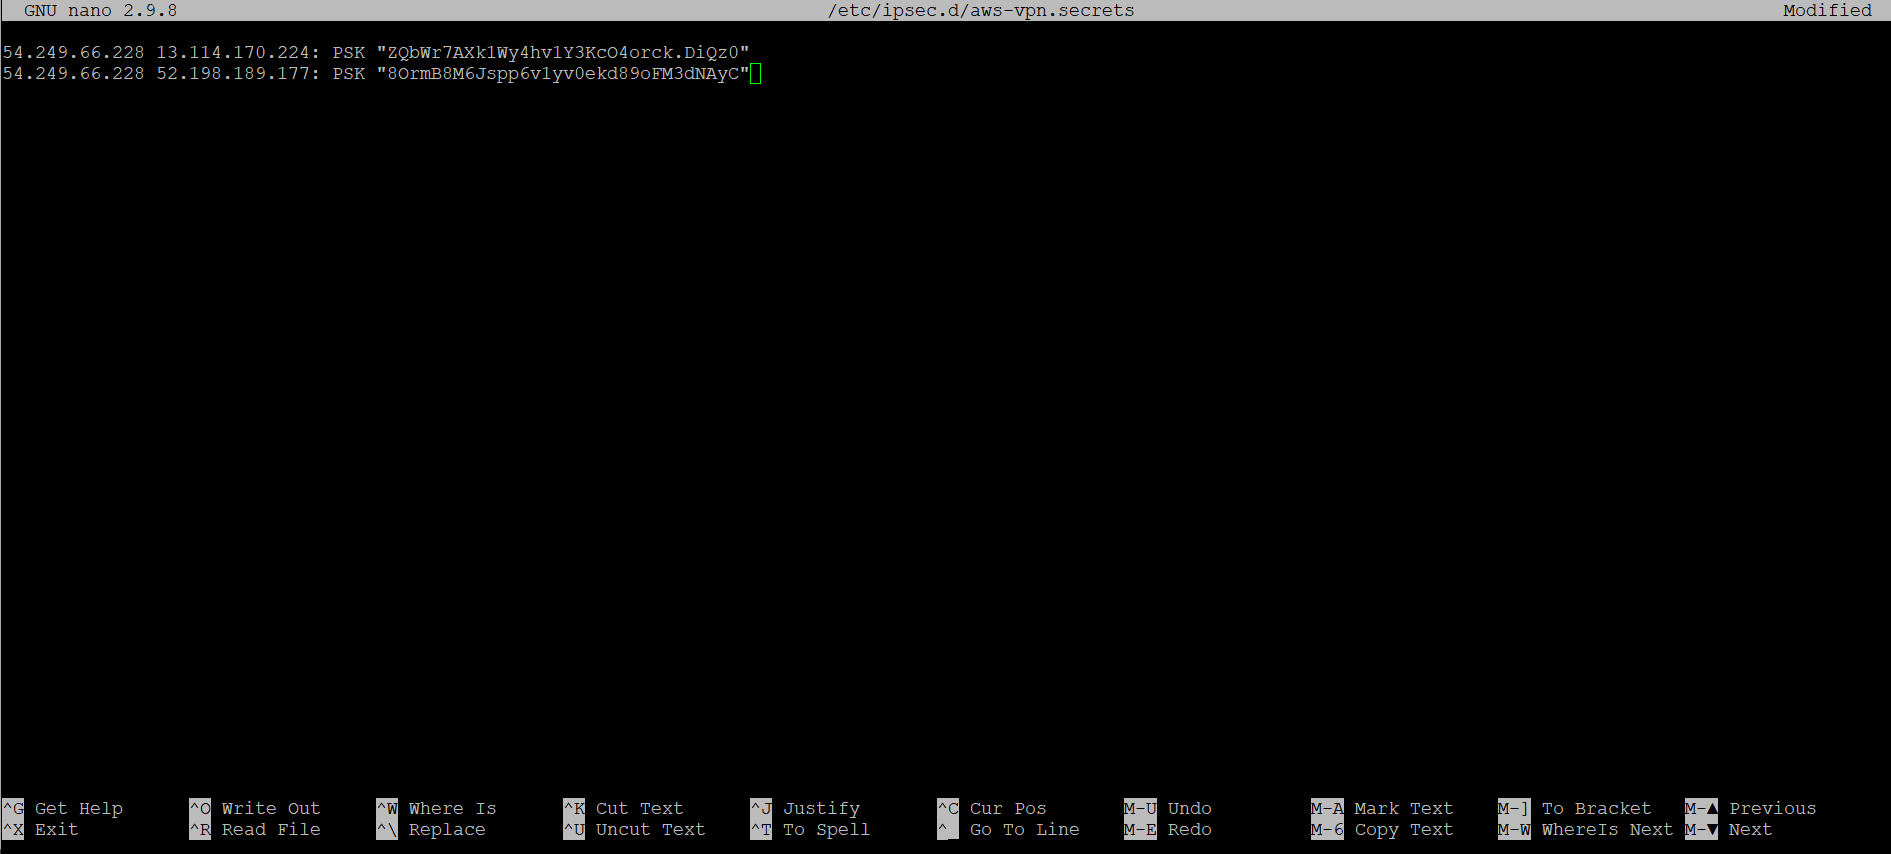 GNU nano 2.9.8 /etc/ipsec.d/aws-vpn.secrets Modified
54.249.66.228 13.114.170.224: PSK "ZQbWr7AXk1Wy4hv1Y3KcO4orck.DiQz0"
54.249.66.228 52.198.189.177: PSK "8OrmB8M6Jspp6v1yv0ekd89oFM3dNAyC"
^G Get Help ^O Write Out ^W Where Is ^K Cut Text ^J Justify ^C Cur Pos M-U Undo M-A Mark Text M-] To Bracket M-▲ Previous
^X Exit ^R Read File ^\ Replace ^U Uncut Text ^T To Spell ^_ Go To Line M-E Redo M-6 Copy Text M-W WhereIs Next M-▼ Next